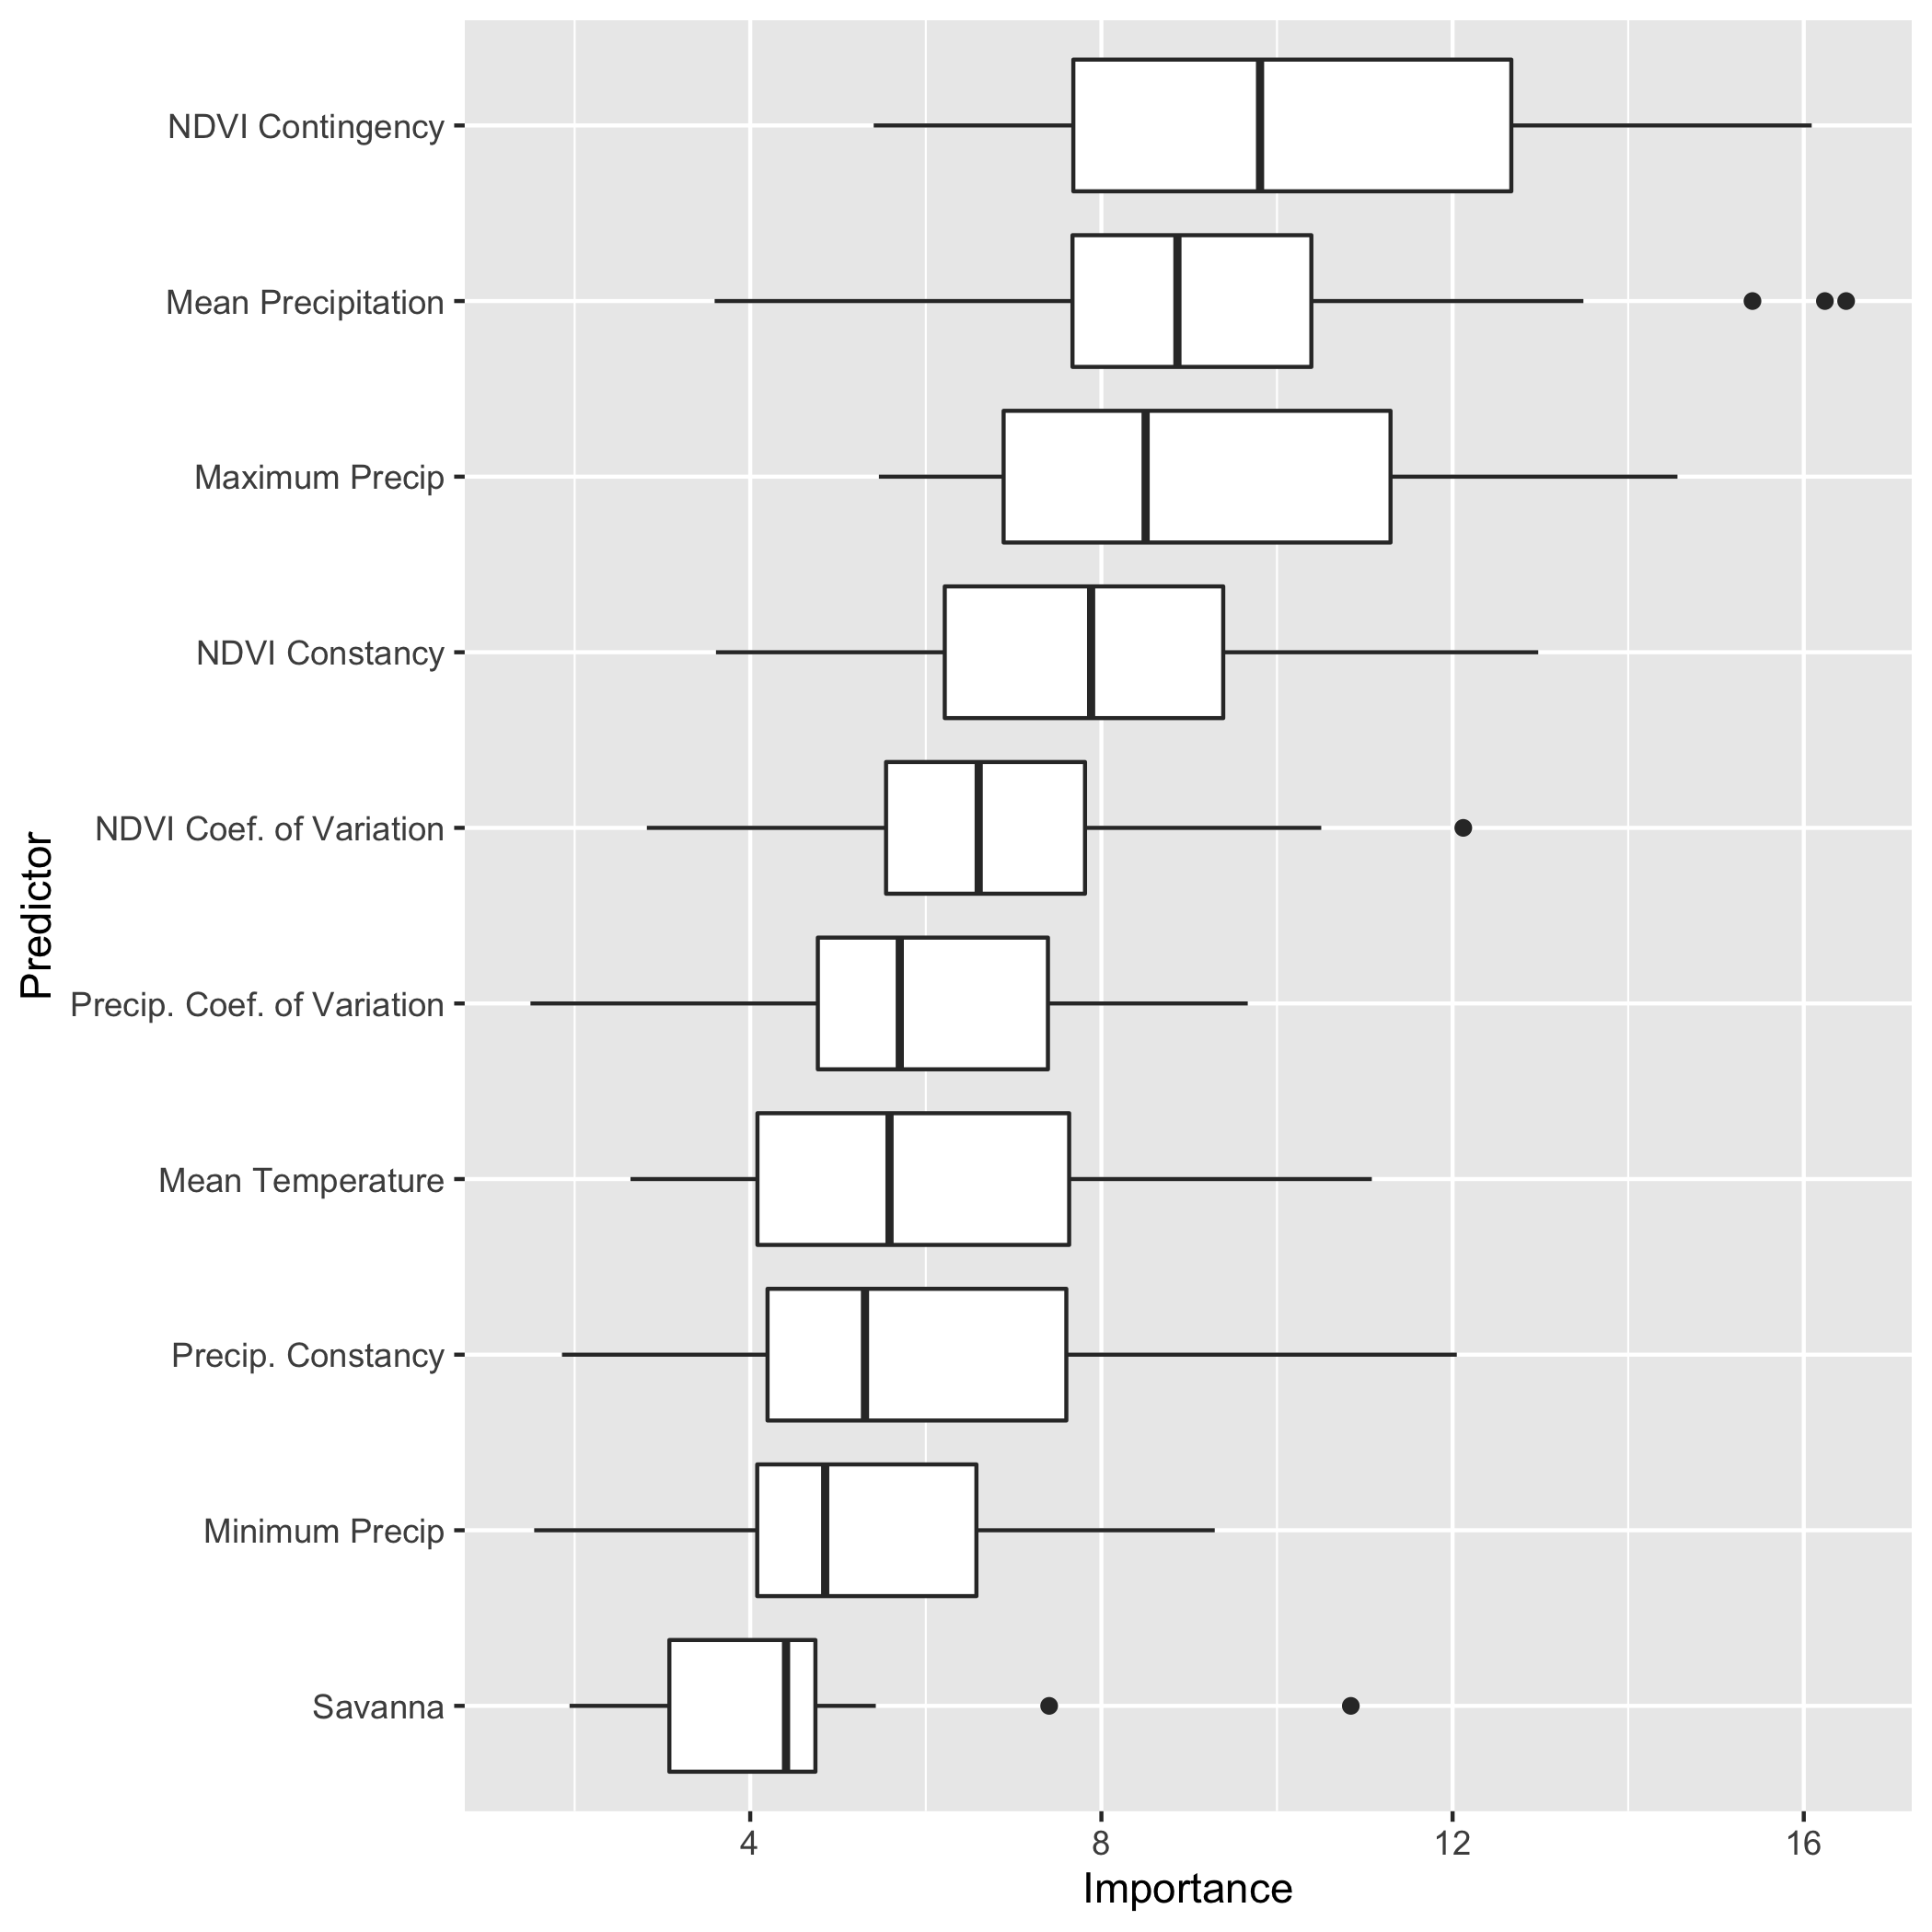 NDVI Contingency
Mean Precipitation
Maximum Precip
NDVI Constancy
NDVI Coef. of Variation
Precip. Coef. of Variation
Mean Temperature
Precip. Constancy
Minimum Precip
Savanna
Predictor
4 8 12 16
Importance